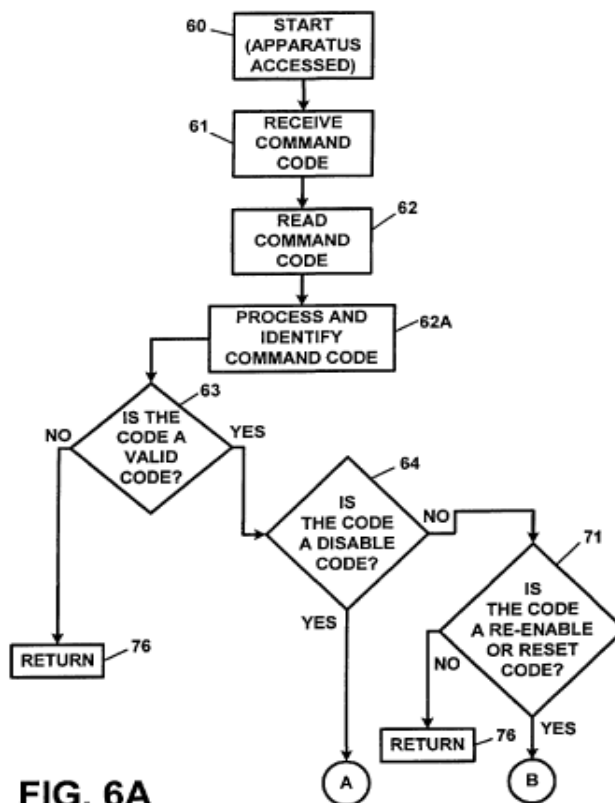 60
START
(APPARATUS
ACCESSED)
61
RECEIVE
COMMAND
CODE
62
READ
COMMAND
CODE
62A
PROCESS AND
IDENTIFY
COMMAND CODE
63
IS THE
CODE A
VALID
CODE?
NO
YES
64
IS
THE CODE
A DISABLE
CODE?
NO
YES
71
IS
THE CODE
A RE-ENABLE
OR RESET
CODE?
NO
YES
RETURN
76
RETURN
76
A
B
FIG. 6A